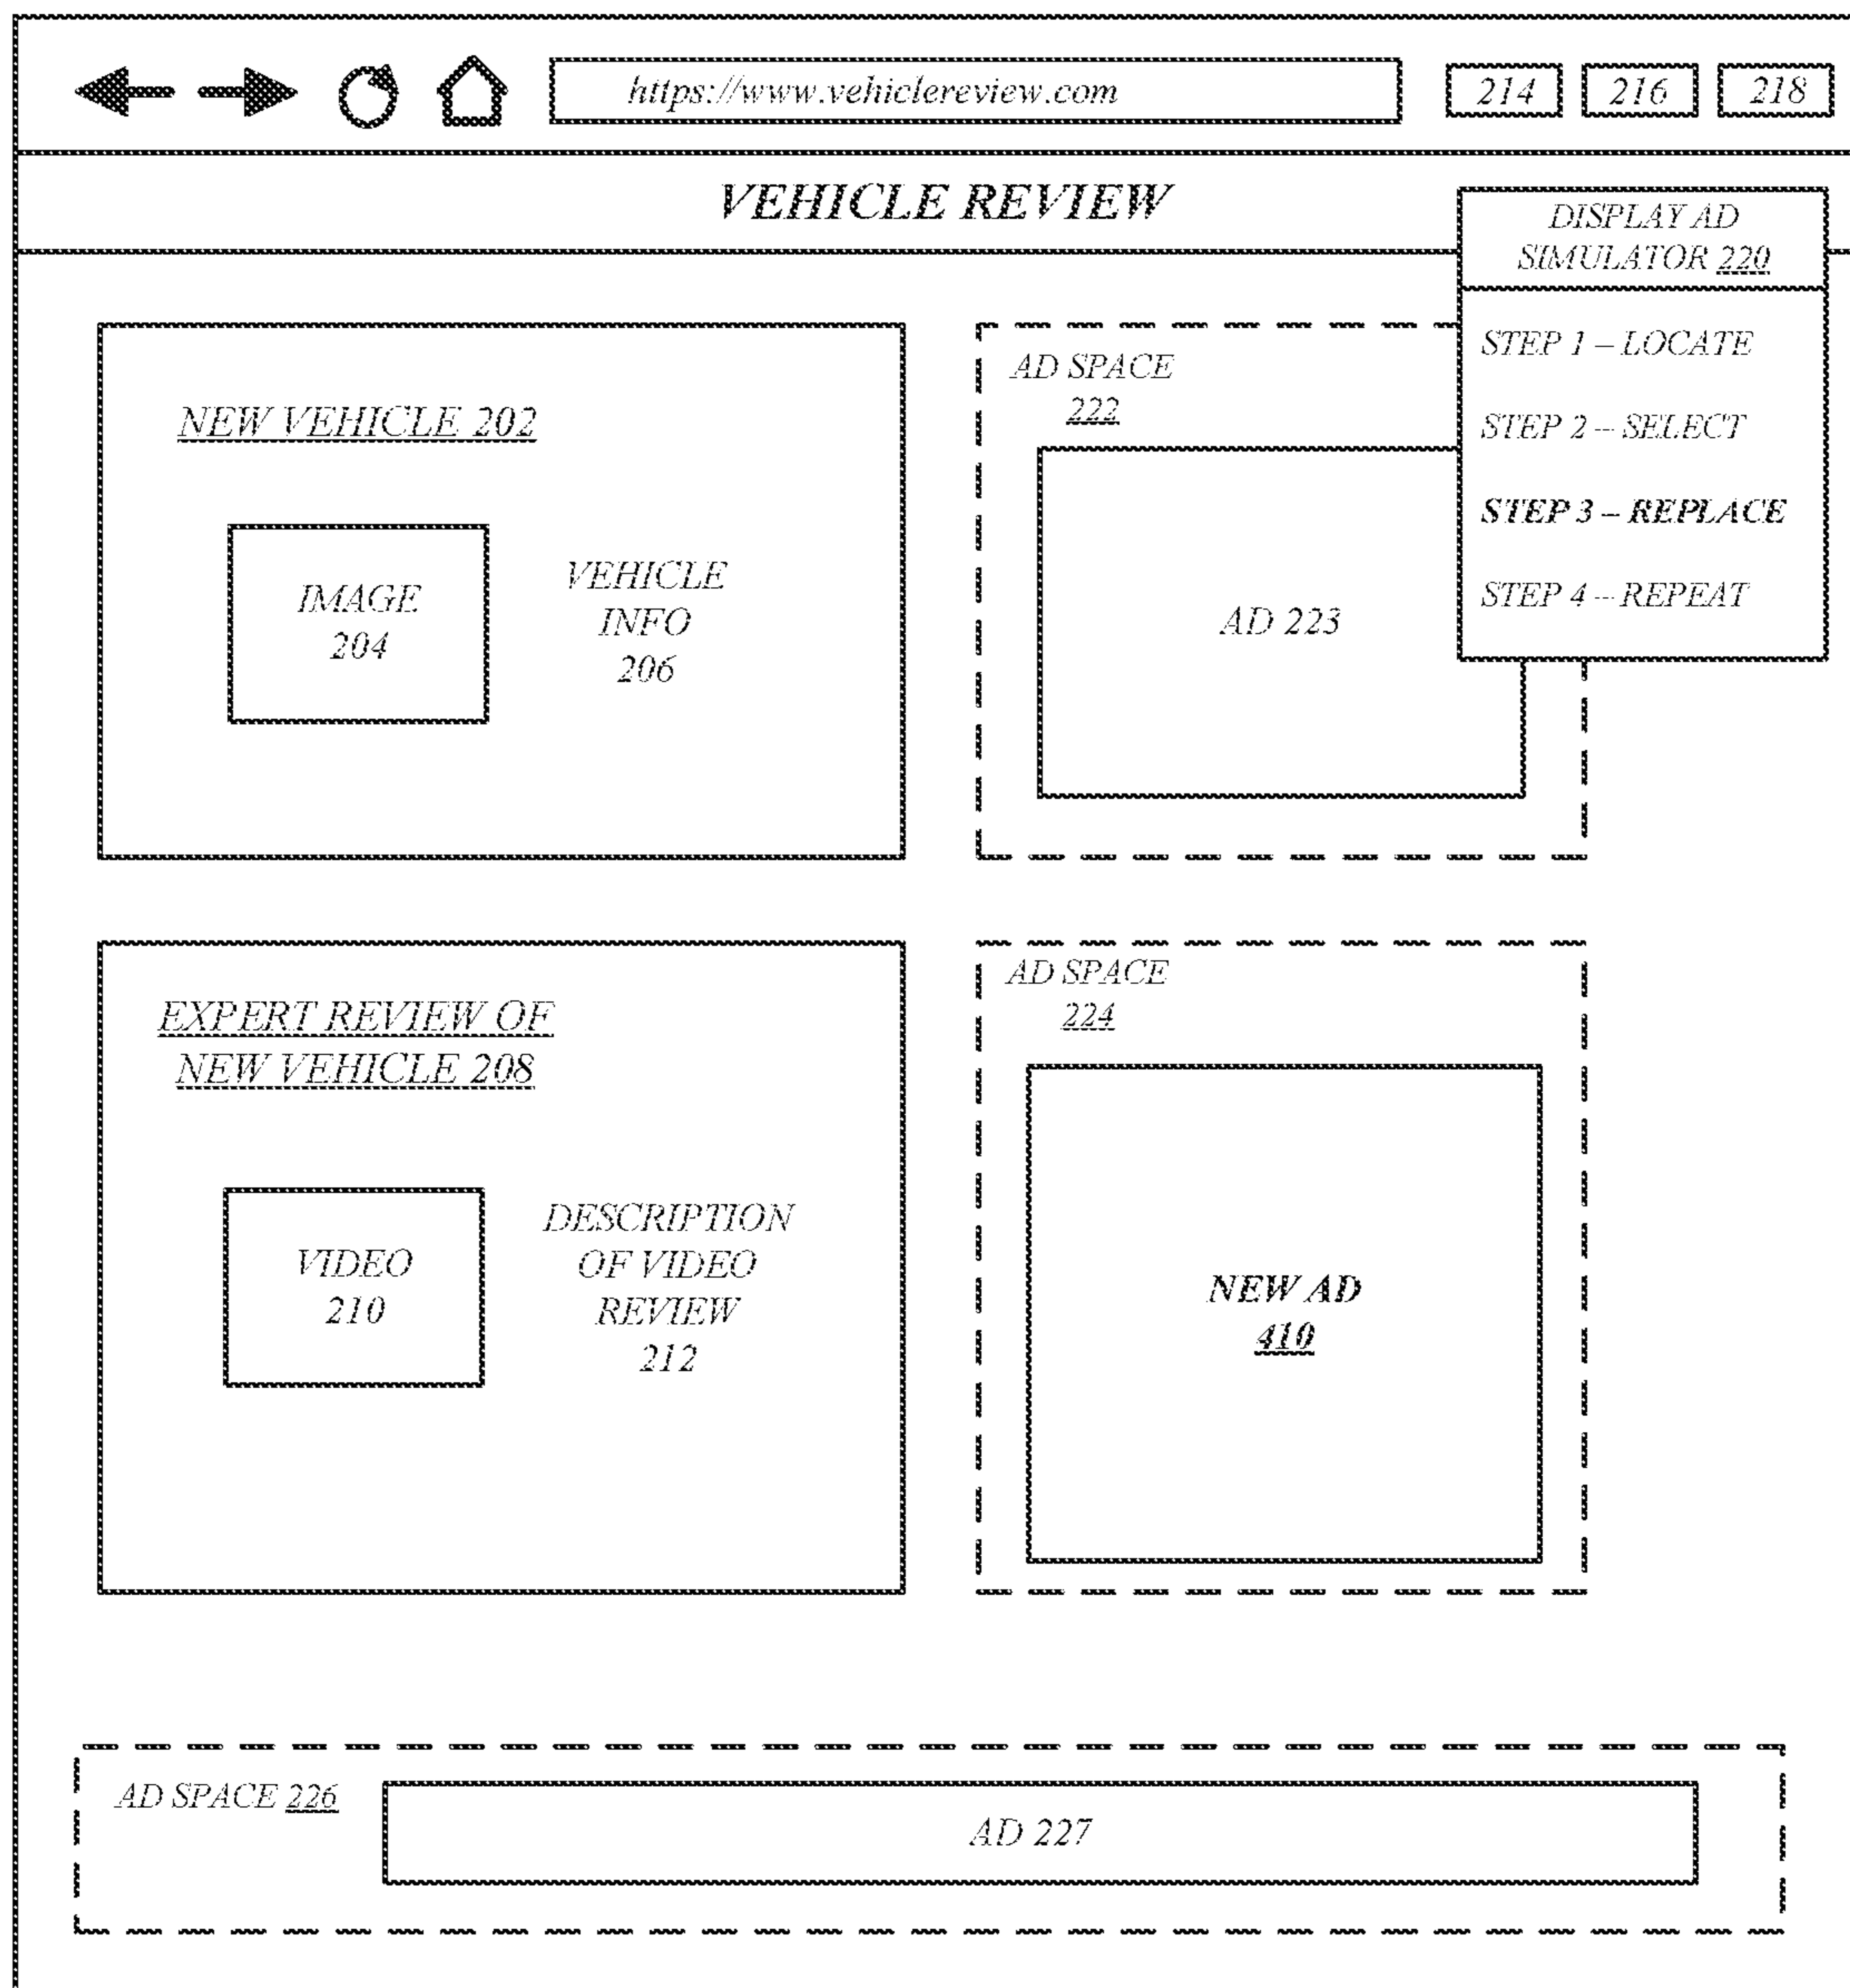 https://www.vehiclereview.com
214
216
218
VEHICLE REVIEW
DISPLAY AD
SIMULATOR 220
STEP 1 – LOCATE
STEP 2 – SELECT
STEP 3 – REPLACE
STEP 4 – REPEAT
NEW VEHICLE 202
IMAGE
204
VEHICLE
INFO
206
AD SPACE
222
AD 223
EXPERT REVIEW OF
NEW VEHICLE 208
VIDEO
210
DESCRIPTION
OF VIDEO
REVIEW
212
AD SPACE
224
NEW AD
410
AD SPACE 226
AD 227